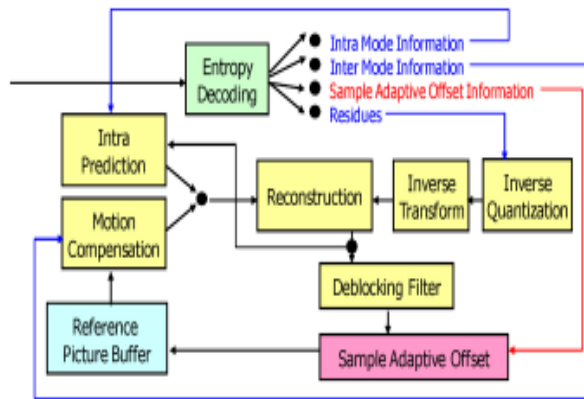 Entropy
Decoding
Intra Mode Information
Inter Mode Information
Sample Adaptive Offset Information
Residues
Intra
Prediction
Motion
Compensation
Reconstruction
Inverse
Transform
Inverse
Quantization
Deblocking Filter
Reference
Picture Buffer
Sample Adaptive Offset